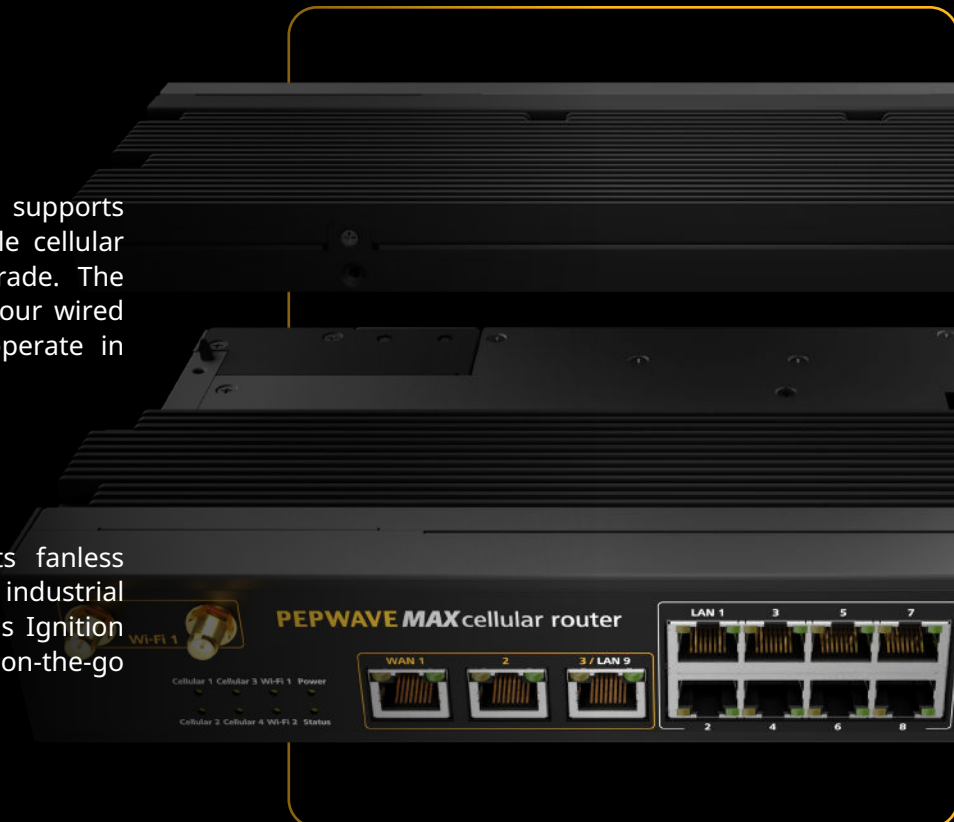 supports
le cellular
rade. The
our wired
perate in
ts fanless
industrial
s Ignition
on-the-go
Wi-Fi 1
PEPWAVE MAX cellular router
Cellular 1 Cellular 3 Wi-Fi 1 Power
Cellular 2 Cellular 4 Wi-Fi 2 Status
WAN 1 2 3 / LAN 9
LAN 1 3 5 7
2 4 6 8